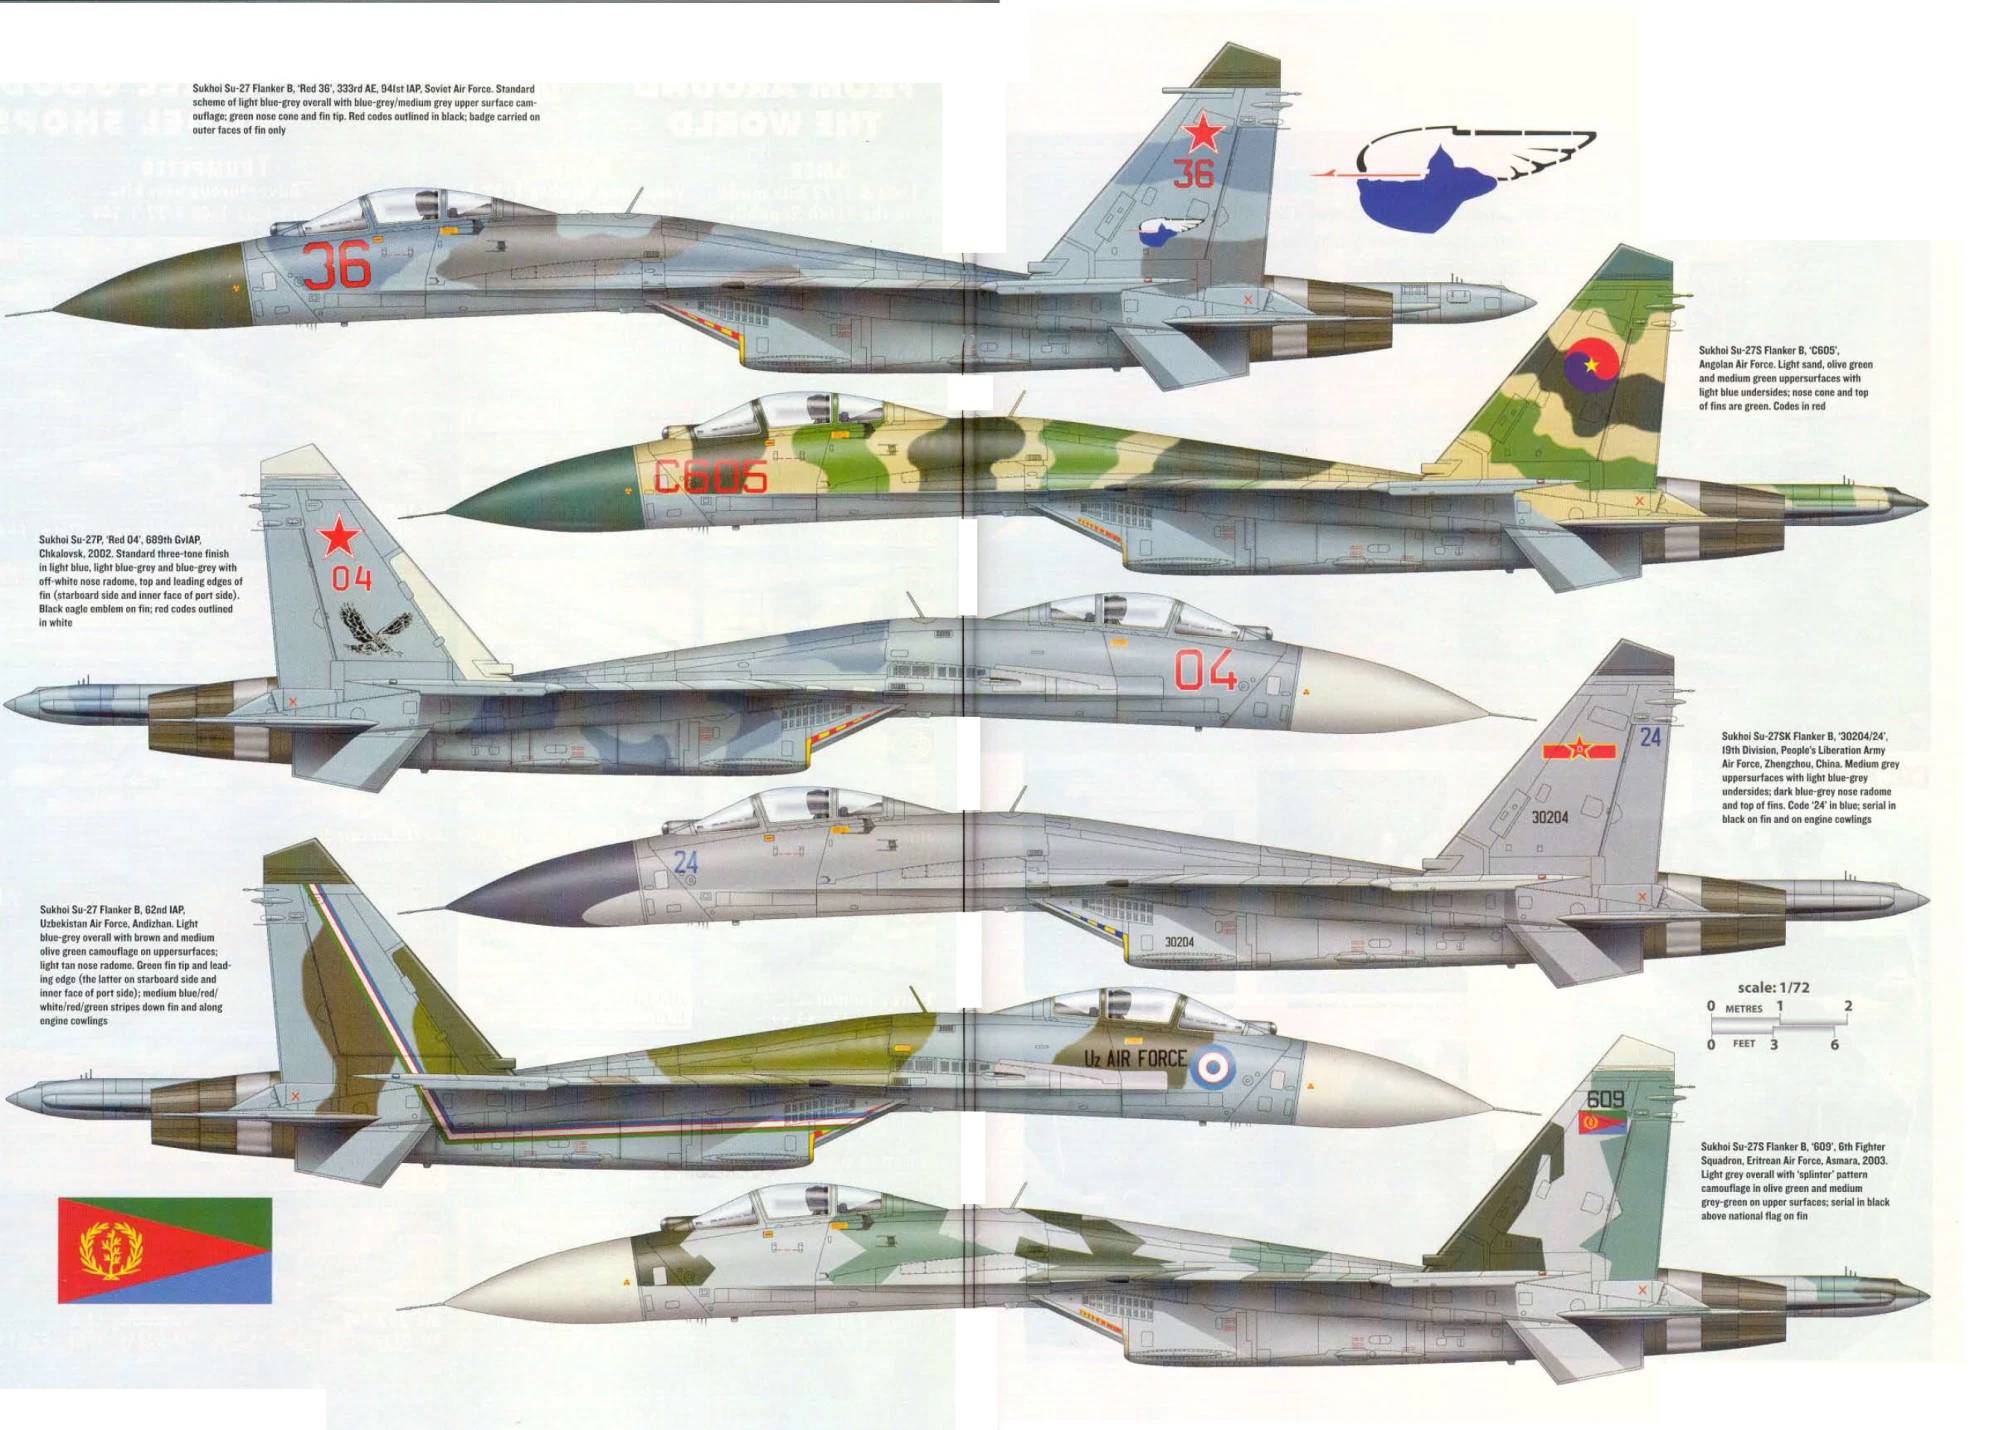 Sukhoi Su-27 Flanker B, 'Red 36', 333rd AE, 941st IAP, Soviet Air Force. Standard
scheme of light blue-grey overall with blue-grey/medium grey upper surface cam-
ouflage; green nose cone and fin tip. Red codes outlined in black; badge carried on
outer faces of fin only
36
36
Sukhoi Su-27S Flanker B, 'C605',
Angolan Air Force. Light sand, olive green
and medium green uppersurfaces with
light blue undersides; nose cone and top
of fins are green. Codes in red
C605
Sukhoi Su-27P, 'Red 04', 689th GvIAP,
Chkalovsk, 2002. Standard three-tone finish
in light blue, light blue-grey and blue-grey with
off-white nose radome, top and leading edges of
fin (starboard side and inner face of port side).
Black eagle emblem on fin; red codes outlined
in white
04
04
Sukhoi Su-27SK Flanker B, '30204/24',
19th Division, People's Liberation Army
Air Force, Zhengzhou, China. Medium grey
uppersurfaces with light blue-grey
undersides; dark blue-grey nose radome
and top of fins. Code '24' in blue; serial in
black on fin and on engine cowlings
24
30204
24
30204
Sukhoi Su-27 Flanker B, 62nd IAP,
Uzbekistan Air Force, Andizhan. Light
blue-grey overall with brown and medium
olive green camouflage on uppersurfaces;
light tan nose radome. Green fin tip and lead-
ing edge (the latter on starboard side and
inner face of port side); medium blue/red/
white/red/green stripes down fin and along
engine cowlings
Uz AIR FORCE
scale: 1/72
0 METRES 1 2
0 FEET 3 6
609
Sukhoi Su-27S Flanker B, '609', 6th Fighter
Squadron, Eritrean Air Force, Asmara, 2003.
Light grey overall with 'splinter' pattern
camouflage in olive green and medium
grey-green on upper surfaces; serial in black
above national flag on fin